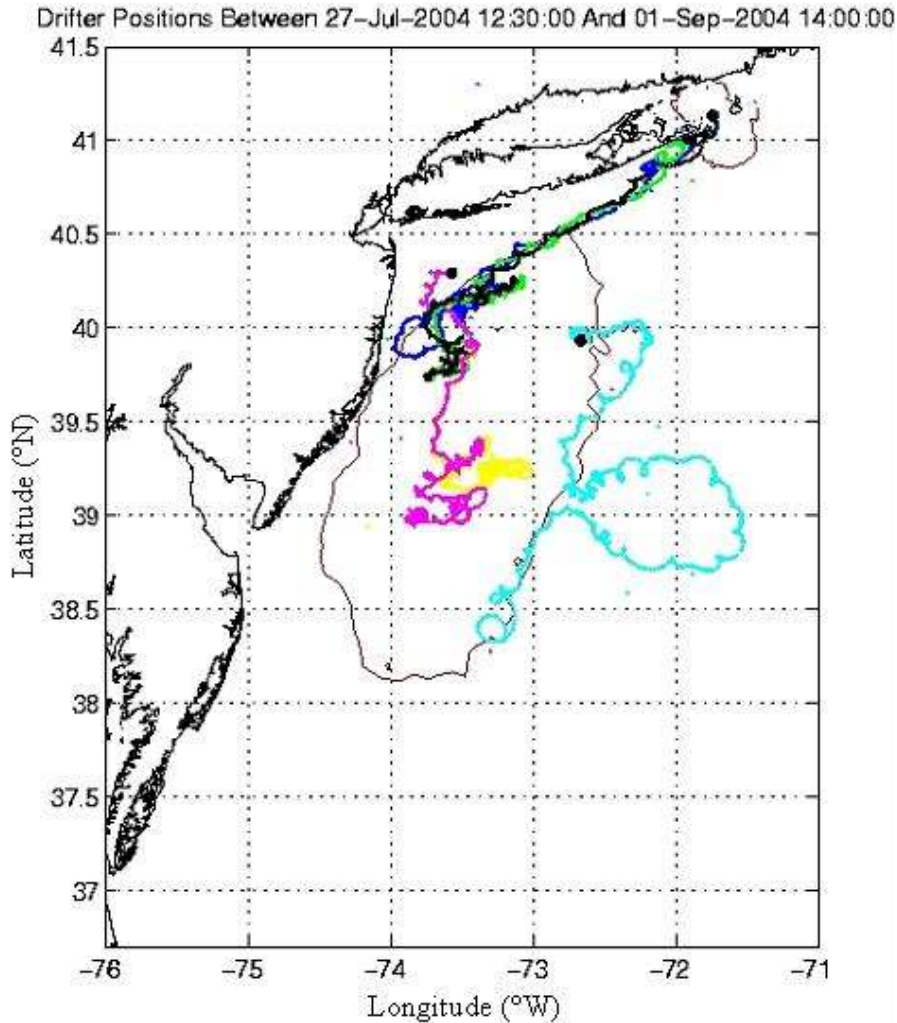 Drifter Positions Between 27-Jul-2004 12:30:00 And 01-Sep-2004 14:00:00
41.5
41
40.5
40
39.5
39
38.5
38
37.5
37
Latitude (°N)
-76 -75 -74 -73 -72 -71
Longitude (°W)